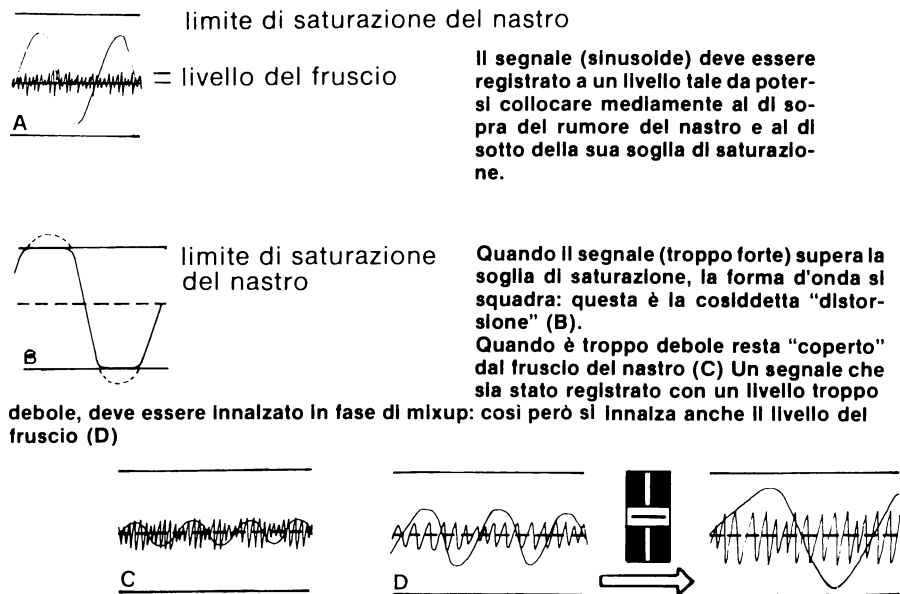 limite di saturazione del nastro
= livello del fruscio
A
Il segnale (sinusoide) deve essere
registrato a un livello tale da poter-
si collocare mediamente al di so-
pra del rumore del nastro e al di
sotto della sua soglia di saturazio-
ne.
limite di saturazione
del nastro
B
Quando il segnale (troppo forte) supera la
soglia di saturazione, la forma d'onda si
squadra: questa è la cosiddetta “distor-
sione” (B).
Quando è troppo debole resta “coperto”
dal fruscio del nastro (C) Un segnale che
sia stato registrato con un livello troppo
debole, deve essere innalzato in fase di mixup: così però si innalza anche il livello del
fruscio (D)
C
D